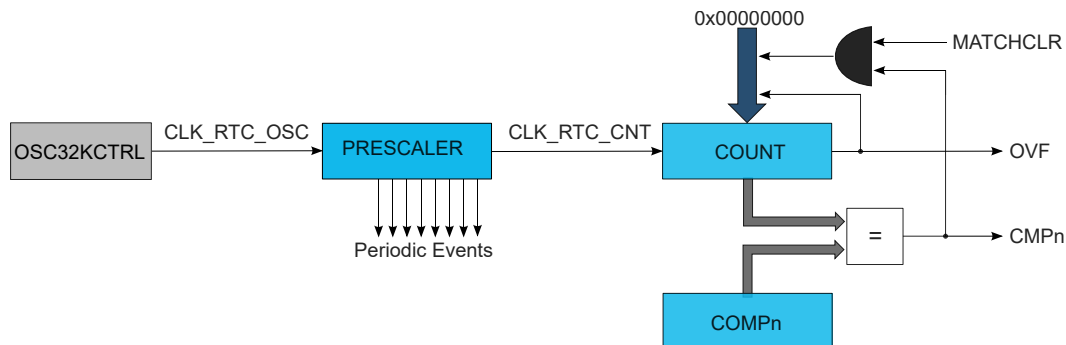 0x00000000
MATCHCLR
OSC32KCTRL
CLK_RTC_OSC
PRESCALER
CLK_RTC_CNT
COUNT
OVF
Periodic Events
=
CMPn
COMPn